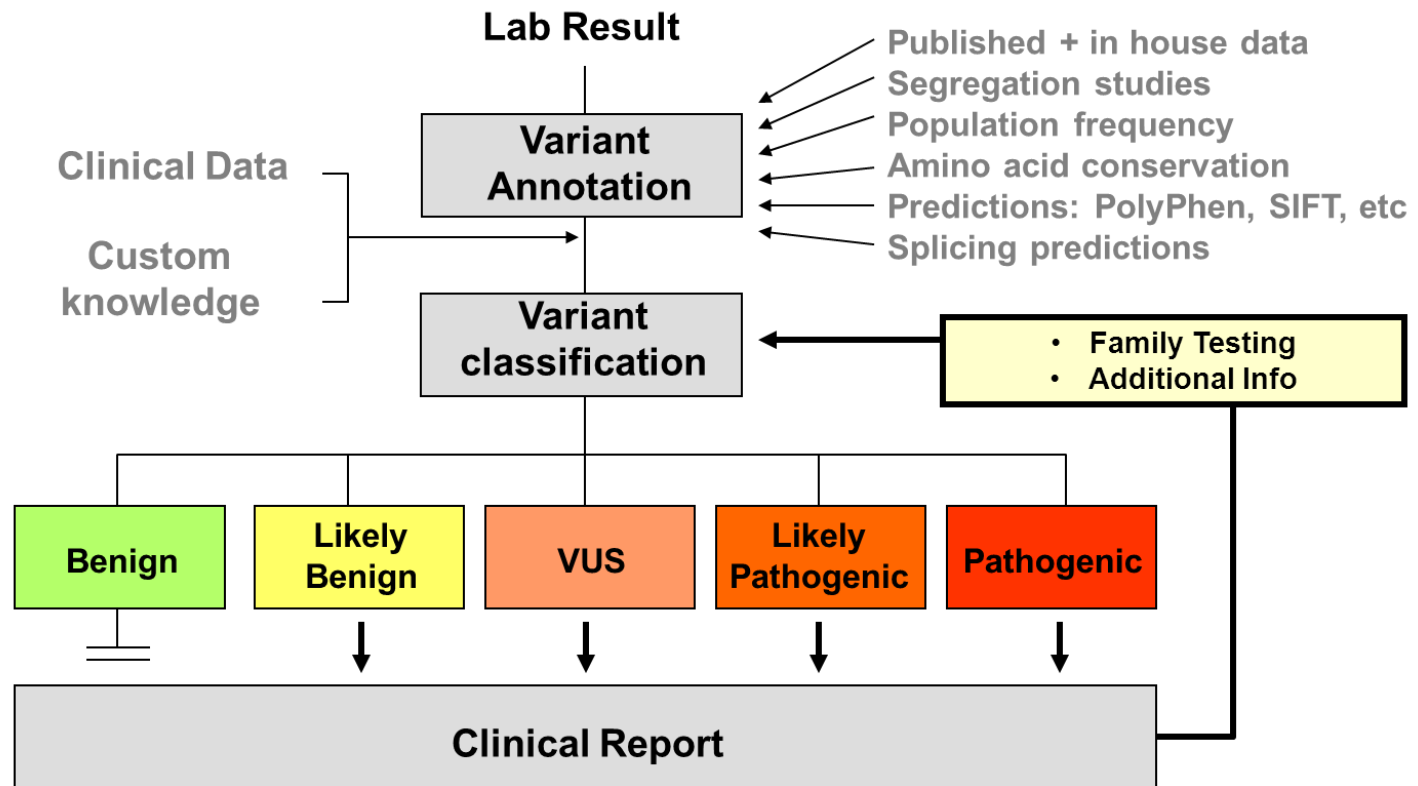 Lab Result
Published + in house data
Segregation studies
Population frequency
Amino acid conservation
Predictions: PolyPhen, SIFT, etc
Splicing predictions
Variant
Annotation
Clinical Data
Custom
knowledge
Variant
classification
• Family Testing
• Additional Info
Benign
Likely
Benign
VUS
Likely
Pathogenic
Pathogenic
Clinical Report